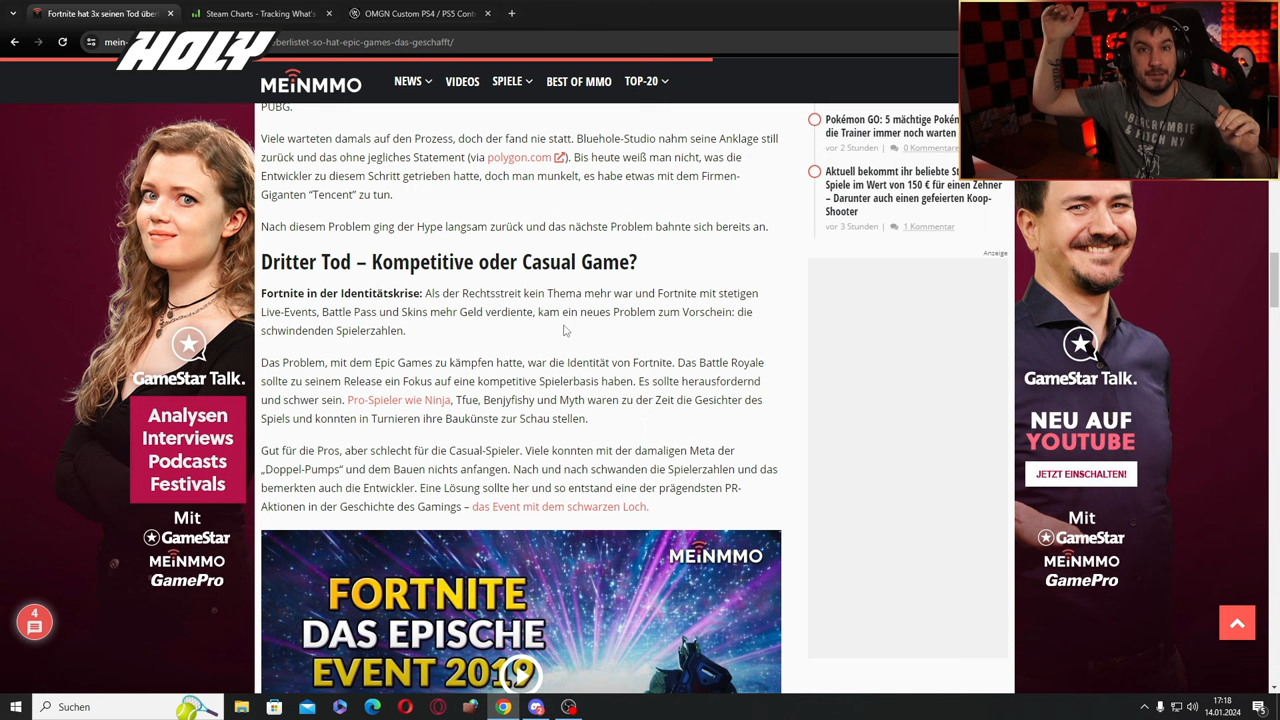 Fortnite hat 3x seinen Tod über
Steam Charts - Tracking What's
OMGN Custom PS4 / PS5 Cont
HOLY
mein-
berlistet-so-hat-epic-games-das-geschafft/
MEiNMMO
NEWS
VIDEOS
SPIELE
BEST OF MMO
TOP-20
PUBG.
Viele warteten damals auf den Prozess, doch der fand nie statt. Bluehole-Studio nahm seine Anklage still
zurück und das ohne jegliches Statement (via polygon.com). Bis heute weiß man nicht, was die
Entwickler zu diesem Schritt getrieben hatte, doch man munkelt, es habe etwas mit dem Firmen-
Giganten “Tencent” zu tun.
Nach diesem Problem ging der Hype langsam zurück und das nächste Problem bahnte sich bereits an.
Dritter Tod – Kompetitive oder Casual Game?
Fortnite in der Identitätskrise: Als der Rechtsstreit kein Thema mehr war und Fortnite mit stetigen
Live-Events, Battle Pass und Skins mehr Geld verdiente, kam ein neues Problem zum Vorschein: die
schwindenden Spielerzahlen.
Das Problem, mit dem Epic Games zu kämpfen hatte, war die Identität von Fortnite. Das Battle Royale
sollte zu seinem Release ein Fokus auf eine kompetitive Spielerbasis haben. Es sollte herausfordernd
und schwer sein. Pro-Spieler wie Ninja, Tfue, Benjyfishy und Myth waren zu der Zeit die Gesichter des
Spiels und konnten in Turnieren ihre Baukünste zur Schau stellen.
Gut für die Pros, aber schlecht für die Casual-Spieler. Viele konnten mit der damaligen Meta der
„Doppel-Pumps“ und dem Bauen nichts anfangen. Nach und nach schwanden die Spielerzahlen und das
bemerkten auch die Entwickler. Eine Lösung sollte her und so entstand eine der prägendsten PR-
Aktionen in der Geschichte des Gamings – das Event mit dem schwarzen Loch.
MEiNMMO
FORTNITE
DAS EPISCHE
EVENT 2019
Pokémon GO: 5 mächtige
die Trainer immer noch warten
vor 2 Stunden | 0 Kommentare
Aktuell bekommt ihr beliebte
Spiele im Wert von 150 € für einen Zehner
– Darunter auch einen gefeierten Koop-
Shooter
vor 3 Stunden | 1 Kommentar
Anzeige
ABERCROMBIE
& FITCH NY
GameStar Talk.
Analysen
Interviews
Podcasts
Festivals
Mit
GameStar
MEiNMMO
GamePro
4
GameStar Talk.
NEU AUF
YOUTUBE
JETZT EINSCHALTEN!
Mit
GameStar
MEiNMMO
GamePro
Suchen
17:18
14.01.2024
5